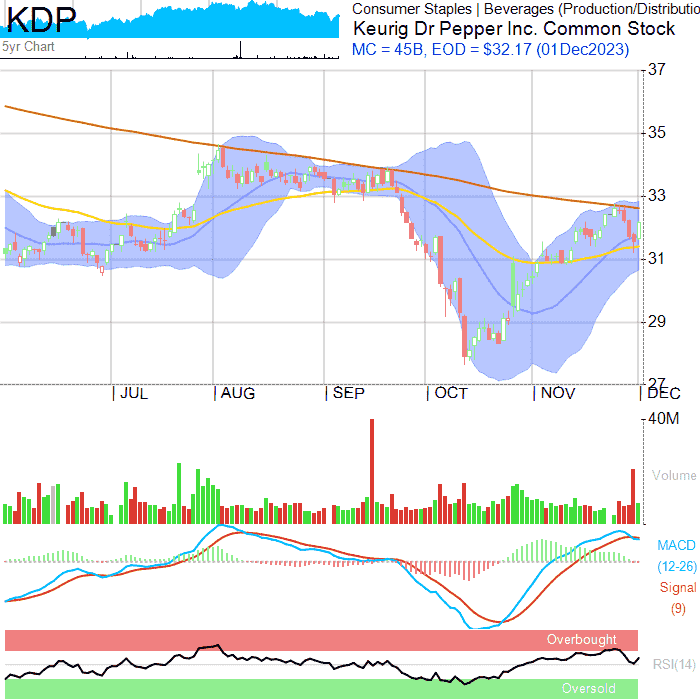 KDP
5yr Chart
Consumer Staples | Beverages (Production/Distributio
Keurig Dr Pepper Inc. Common Stock
MC = 45B, EOD = $32.17 (01Dec2023)
37
35
33
31
29
27
JUL AUG SEP OCT NOV DEC
40M
Volume
MACD
(12-26)
Signal
(9)
Overbought
RSI(14)
Oversold